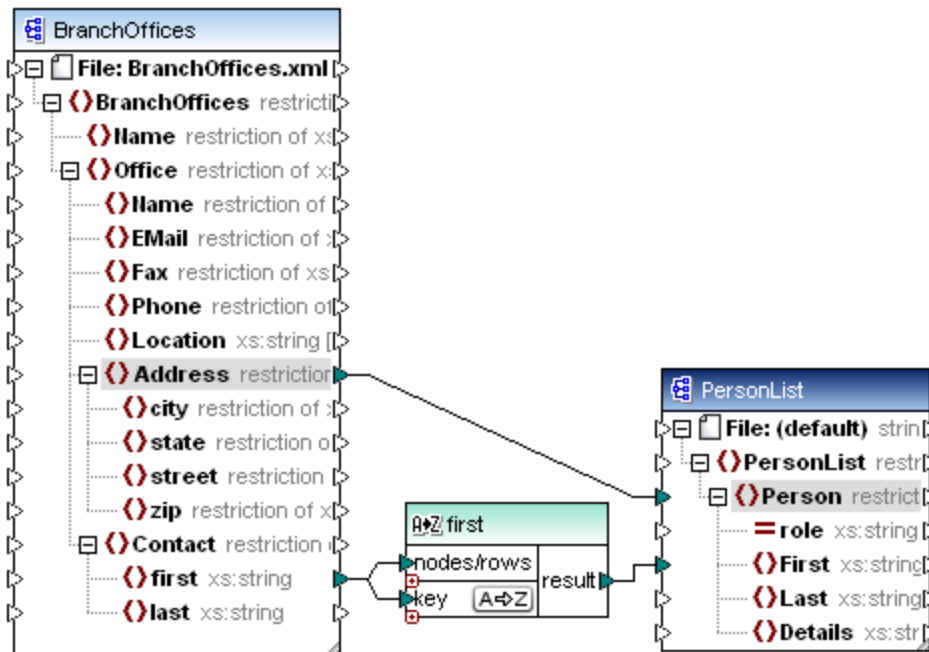 BranchOffices
File: BranchOffices.xml
BranchOffices restricti
Name restriction of xs
Office restriction of x
Name restriction of
EMail restriction of
Fax restriction of xs
Phone restriction of
Location xs:string [
Address restriction
city restriction of
state restriction o
street restriction
zip restriction of x
Contact restriction
first xs:string
last xs:string
A Z first
nodes/rows
key A⇨Z
result
PersonList
File: (default) strin
PersonList restr
Person restrict
role xs:string
First xs:string
Last xs:string
Details xs:str